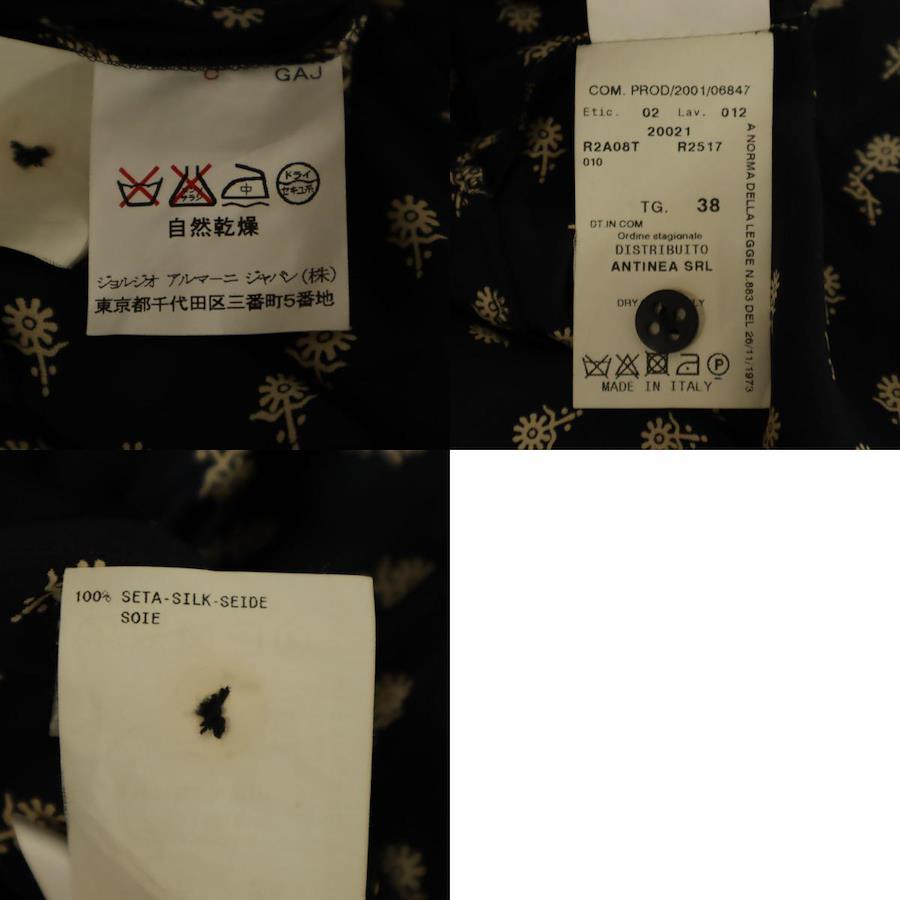 GAJ
ドライ
セキユ系
中
自然乾燥
ジョルジオ アルマーニ ジャパン(株)
東京都千代田区三番町5番地
COM. PROD/2001/06847
Etic. 02 Lav. 012
20021
R2A08T R2517
010
TG. 38
DT.IN COM
Ordine stagionale
DISTRIBUITO
ANTINEA SRL
DRY
P
MADE IN ITALY
A NORMA DELLA LEGGE N.883 DEL 26/11/1973
100% SETA-SILK-SEIDE
SOIE